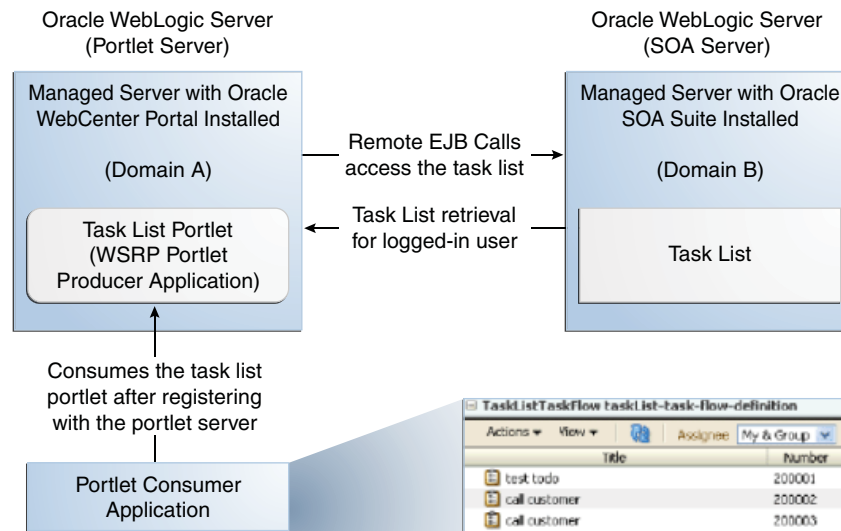 Oracle WebLogic Server
(Portlet Server)
Oracle WebLogic Server
(SOA Server)
Managed Server with Oracle
WebCenter Portal Installed
(Domain A)
Remote EJB Calls
access the task list
Managed Server with Oracle
SOA Suite Installed
(Domain B)
Task List Portlet
(WSRP Portlet
Producer Application)
Task List retrieval
for logged-in user
Task List
Consumes the task list
portlet after registering
with the portlet server
Portlet Consumer
Application
TaskListTaskFlow taskList-task-flow-definition
Actions View Assignee My & Group
Title Number
test todo 200001
call customer 200002
call customer 200003